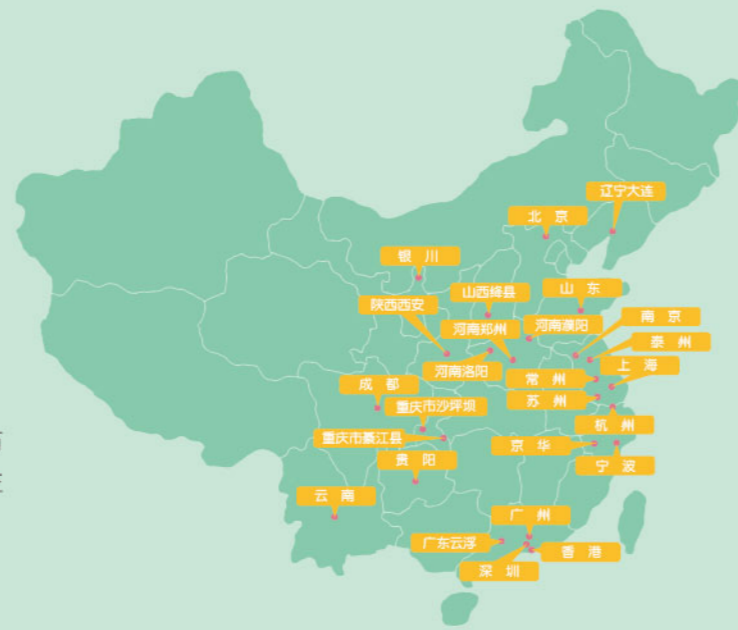 辽宁大连
北 京
银 川
山 东
山西绛县
陕西西安
南 京
河南郑州
河南濮阳
泰 州
上 海
河南洛阳
常 州
成 都
苏 州
重庆市沙坪坝
杭 州
重庆市綦江县
京 华
贵 阳
宁 波
云 南
广 州
广东云浮
香 港
深 圳